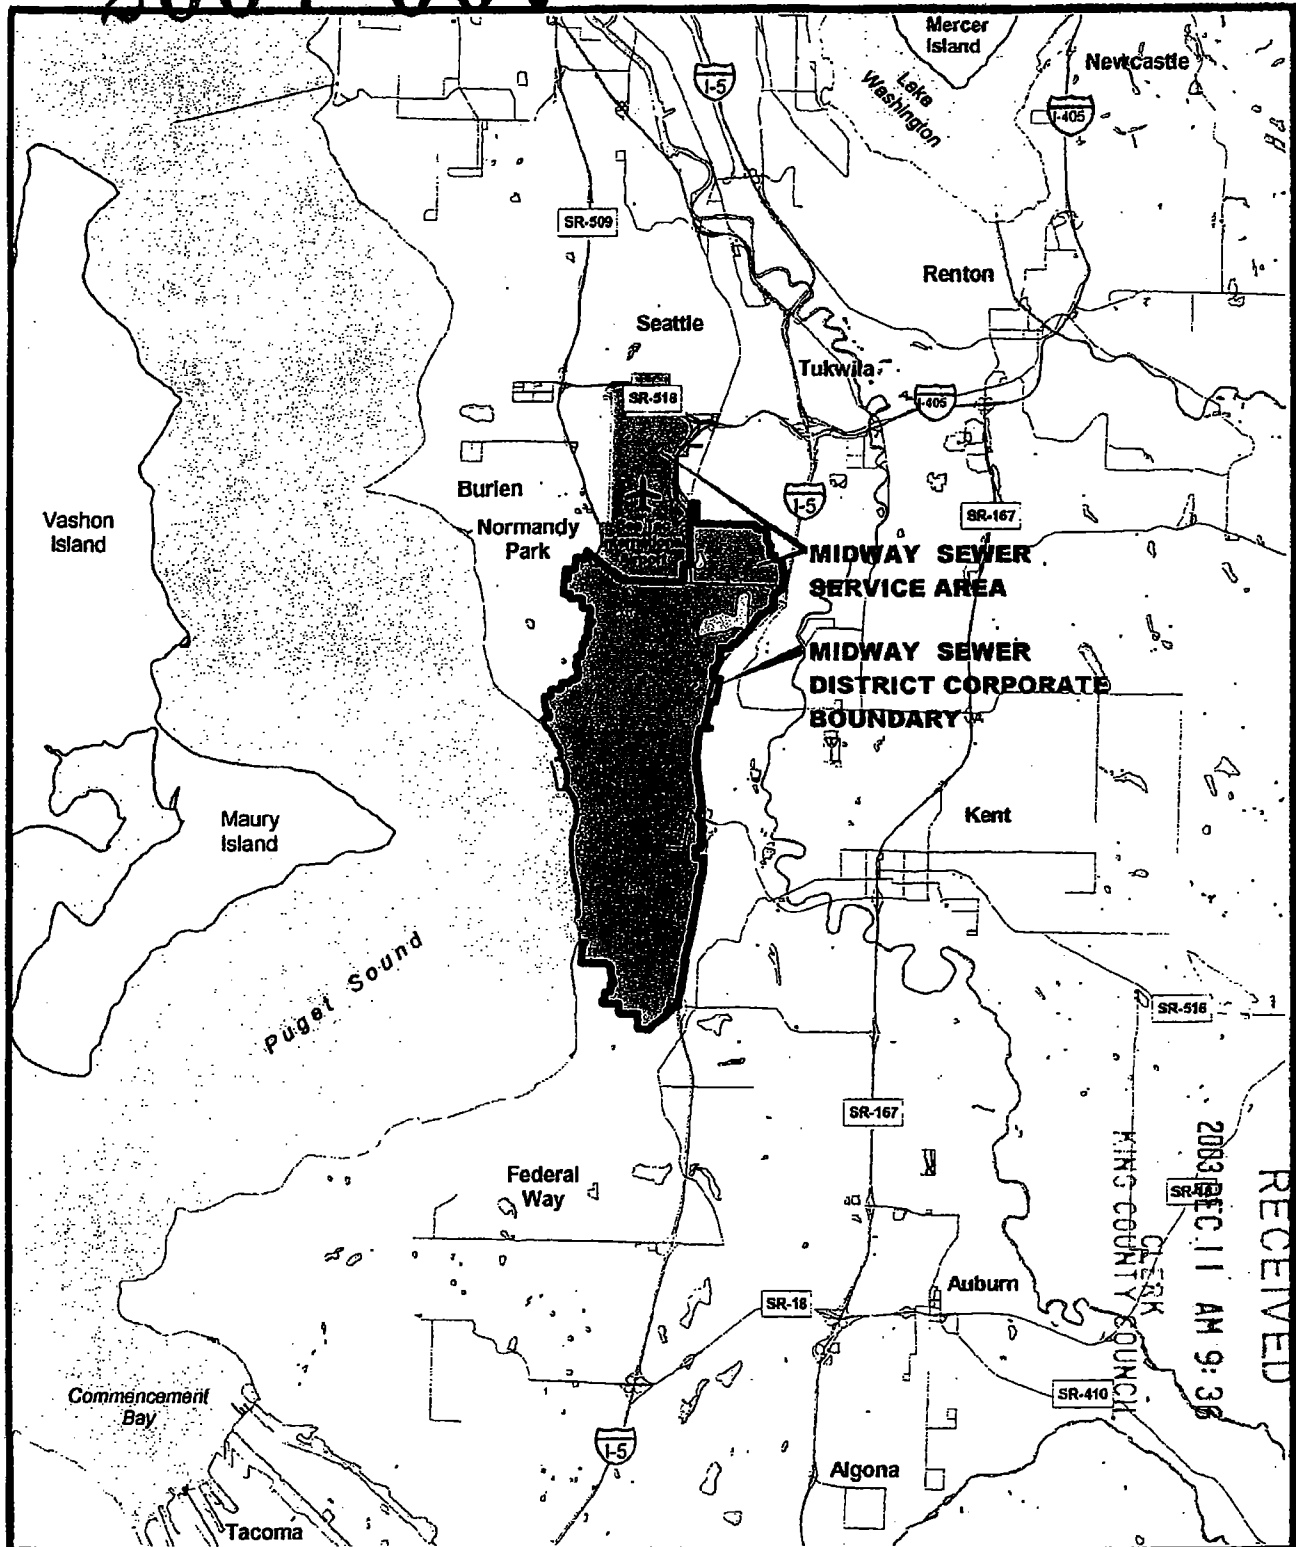 Mercer
Island
Newcastle
I-5
Lake
Washington
I-405
SR-509
Renton
Seattle
Tukwila
SR-518
I-405
Burien
I-5
Vashon
Island
Normandy
Park
SR-167
MIDWAY SEWER
SERVICE AREA
MIDWAY SEWER
DISTRICT CORPORATE
BOUNDARY
Maury
Island
Kent
Puget Sound
SR-516
SR-167
Federal
Way
Auburn
SR-18
Commencement
Bay
SR-410
I-5
Algona
Tacoma
RECEIVED
2003 DEC 11 AM 9:38
CLERK
KING COUNTY COUNCIL